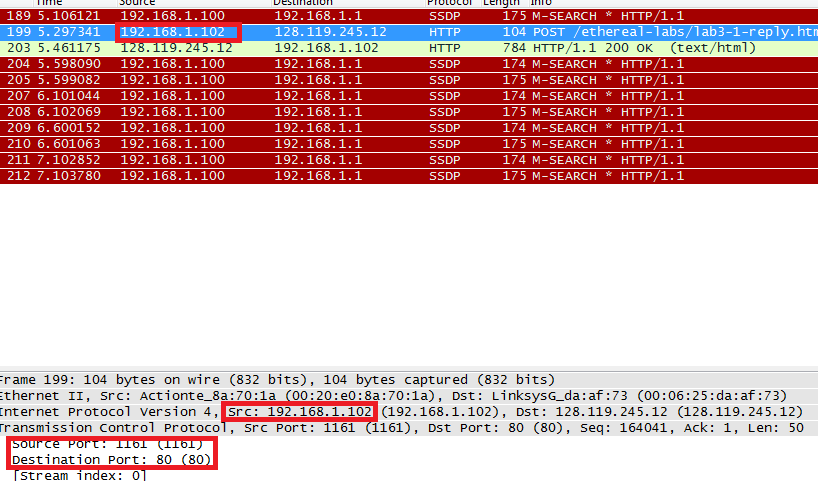 Time Source Destination Protocol Length Info
189 5.106121 192.168.1.100 192.168.1.1 SSDP 175 M-SEARCH * HTTP/1.1
199 5.297341 192.168.1.102 128.119.245.12 HTTP 104 POST /ethereal-labs/lab3-1-reply.htm
203 5.461175 128.119.245.12 192.168.1.102 HTTP 784 HTTP/1.1 200 OK (text/html)
204 5.598090 192.168.1.100 192.168.1.1 SSDP 174 M-SEARCH * HTTP/1.1
205 5.599082 192.168.1.100 192.168.1.1 SSDP 175 M-SEARCH * HTTP/1.1
207 6.101044 192.168.1.100 192.168.1.1 SSDP 174 M-SEARCH * HTTP/1.1
208 6.102069 192.168.1.100 192.168.1.1 SSDP 175 M-SEARCH * HTTP/1.1
209 6.600152 192.168.1.100 192.168.1.1 SSDP 174 M-SEARCH * HTTP/1.1
210 6.601063 192.168.1.100 192.168.1.1 SSDP 175 M-SEARCH * HTTP/1.1
211 7.102852 192.168.1.100 192.168.1.1 SSDP 174 M-SEARCH * HTTP/1.1
212 7.103780 192.168.1.100 192.168.1.1 SSDP 175 M-SEARCH * HTTP/1.1
Frame 199: 104 bytes on wire (832 bits), 104 bytes captured (832 bits)
Ethernet II, Src: Actionte_8a:70:1a (00:20:e0:8a:70:1a), Dst: LinksysG_da:af:73 (00:06:25:da:af:73)
Internet Protocol Version 4, Src: 192.168.1.102 (192.168.1.102), Dst: 128.119.245.12 (128.119.245.12)
Transmission Control Protocol, Src Port: 1161 (1161), Dst Port: 80 (80), Seq: 164041, Ack: 1, Len: 50
Source Port: 1161 (1161)
Destination Port: 80 (80)
[Stream index: 0]